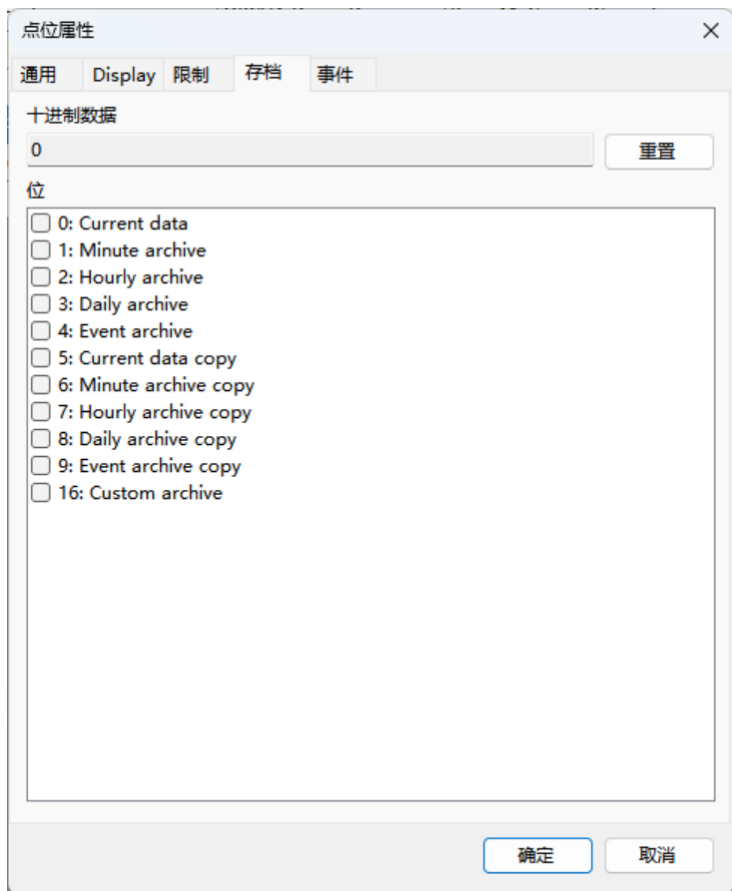 点位属性
通用 Display 限制 存档 事件
十进制数据
0 重置
位
0: Current data
1: Minute archive
2: Hourly archive
3: Daily archive
4: Event archive
5: Current data copy
6: Minute archive copy
7: Hourly archive copy
8: Daily archive copy
9: Event archive copy
16: Custom archive
确定 取消